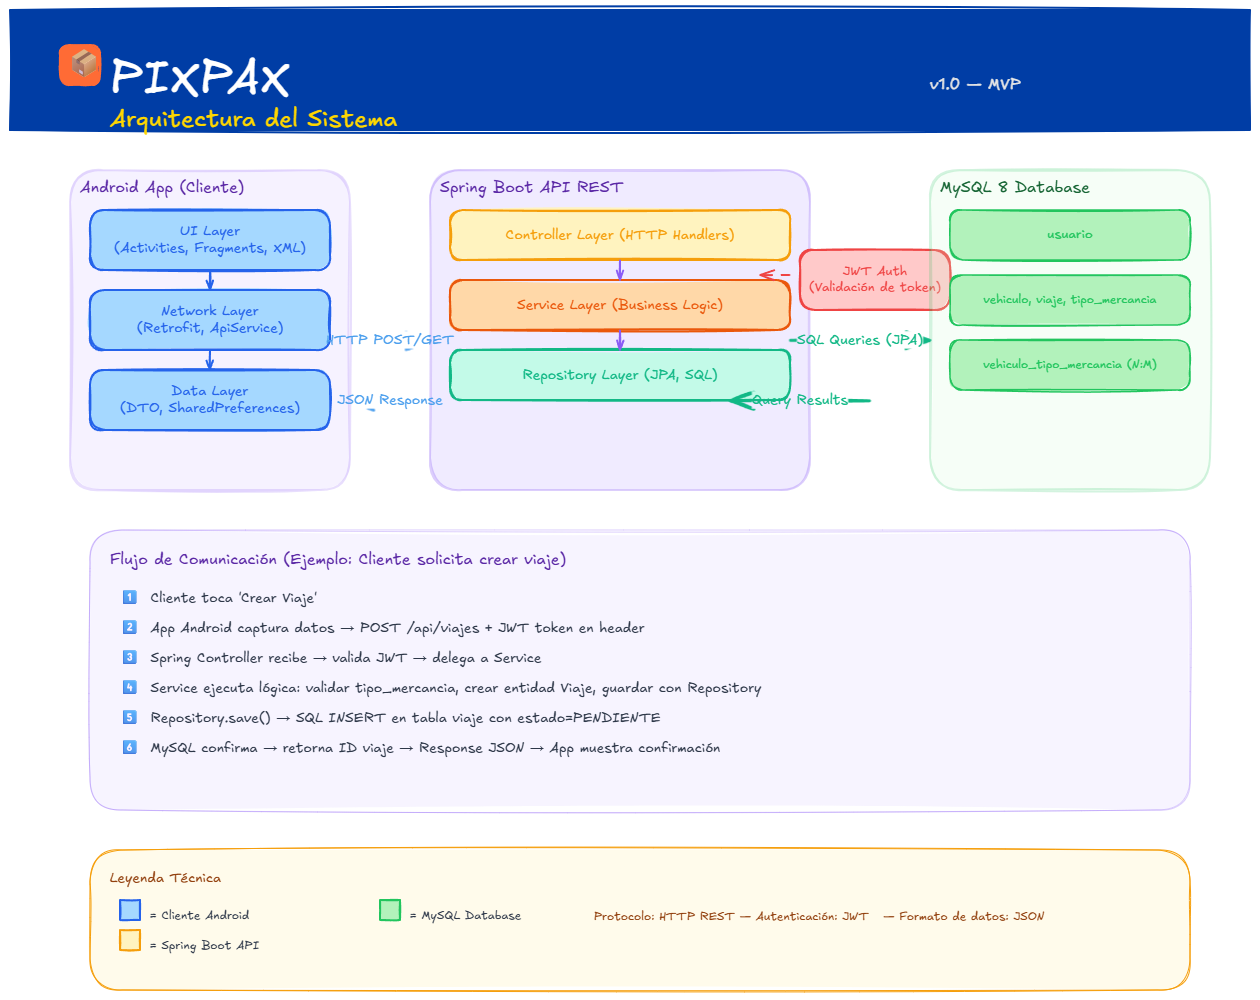 PIXPAX
Arquitectura del Sistema
v1.0 — MVP
Android App (Cliente)
UI Layer
(Activities, Fragments, XML)
Network Layer
(Retrofit, ApiService)
Data Layer
(DTO, SharedPreferences)
HTTP POST/GET
JSON Response
Spring Boot API REST
Controller Layer (HTTP Handlers)
Service Layer (Business Logic)
Repository Layer (JPA, SQL)
JWT Auth
(Validación de token)
SQL Queries (JPA)
Query Results
MySQL 8 Database
usuario
vehiculo, viaje, tipo_mercancia
vehiculo_tipo_mercancia (N:M)
Flujo de Comunicación (Ejemplo: Cliente solicita crear viaje)
1 Cliente toca 'Crear Viaje'
2 App Android captura datos → POST /api/viajes + JWT token en header
3 Spring Controller recibe → valida JWT → delega a Service
4 Service ejecuta lógica: validar tipo_mercancia, crear entidad Viaje, guardar con Repository
5 Repository.save() → SQL INSERT en tabla viaje con estado=PENDIENTE
6 MySQL confirma → retorna ID viaje → Response JSON → App muestra confirmación
Leyenda Técnica
= Cliente Android
= MySQL Database
Protocolo: HTTP REST — Autenticación: JWT — Formato de datos: JSON
= Spring Boot API